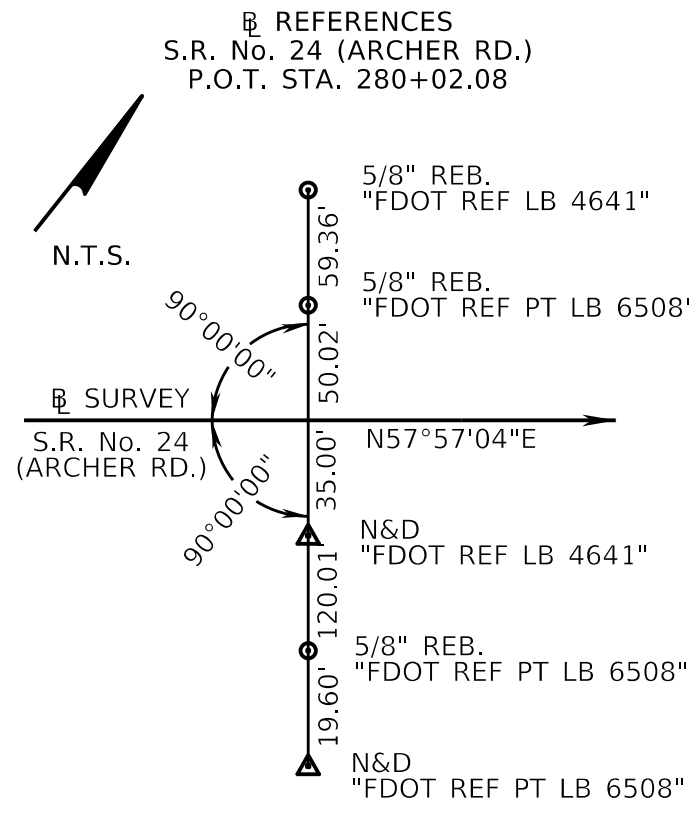 BL REFERENCES
S.R. No. 24 (ARCHER RD.)
P.O.T. STA. 280+02.08
N.T.S.
5/8" REB.
"FDOT REF LB 4641"
59.36'
5/8" REB.
"FDOT REF PT LB 6508"
90°00'00"
50.02'
BL SURVEY
S.R. No. 24
(ARCHER RD.)
N57°57'04"E
35.00'
90°00'00"
N&D
"FDOT REF LB 4641"
120.01'
5/8" REB.
"FDOT REF PT LB 6508"
19.60'
N&D
"FDOT REF PT LB 6508"